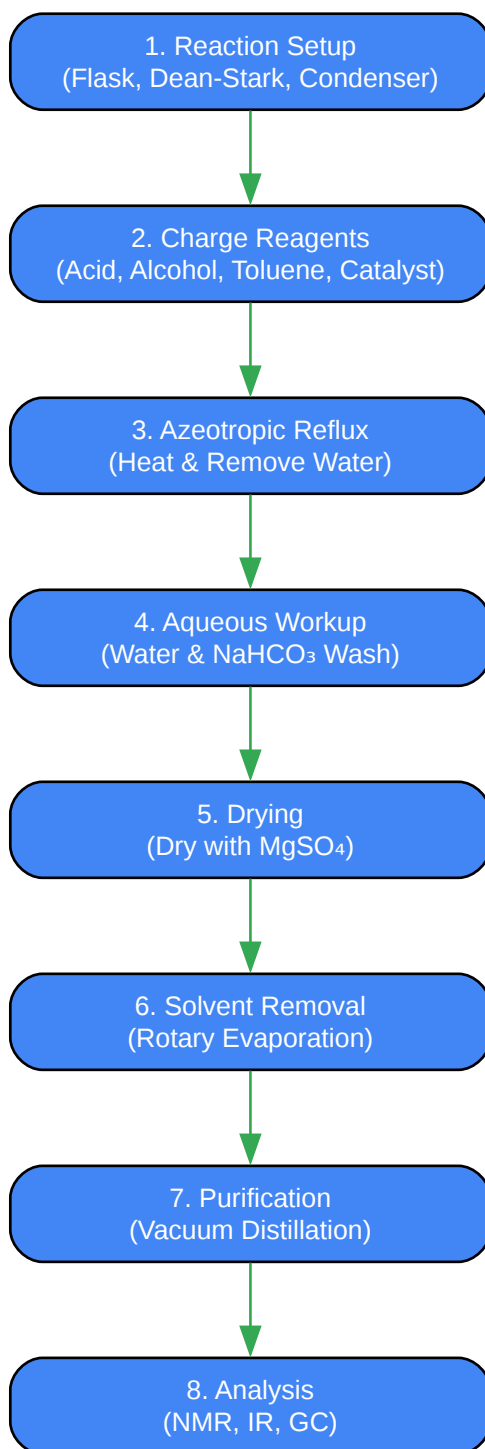 1. Reaction Setup
(Flask, Dean-Stark, Condenser)
2. Charge Reagents
(Acid, Alcohol, Toluene, Catalyst)
3. Azeotropic Reflux
(Heat & Remove Water)
4. Aqueous Workup
(Water & NaHCO₃ Wash)
5. Drying
(Dry with MgSO₄)
6. Solvent Removal
(Rotary Evaporation)
7. Purification
(Vacuum Distillation)
8. Analysis
(NMR, IR, GC)